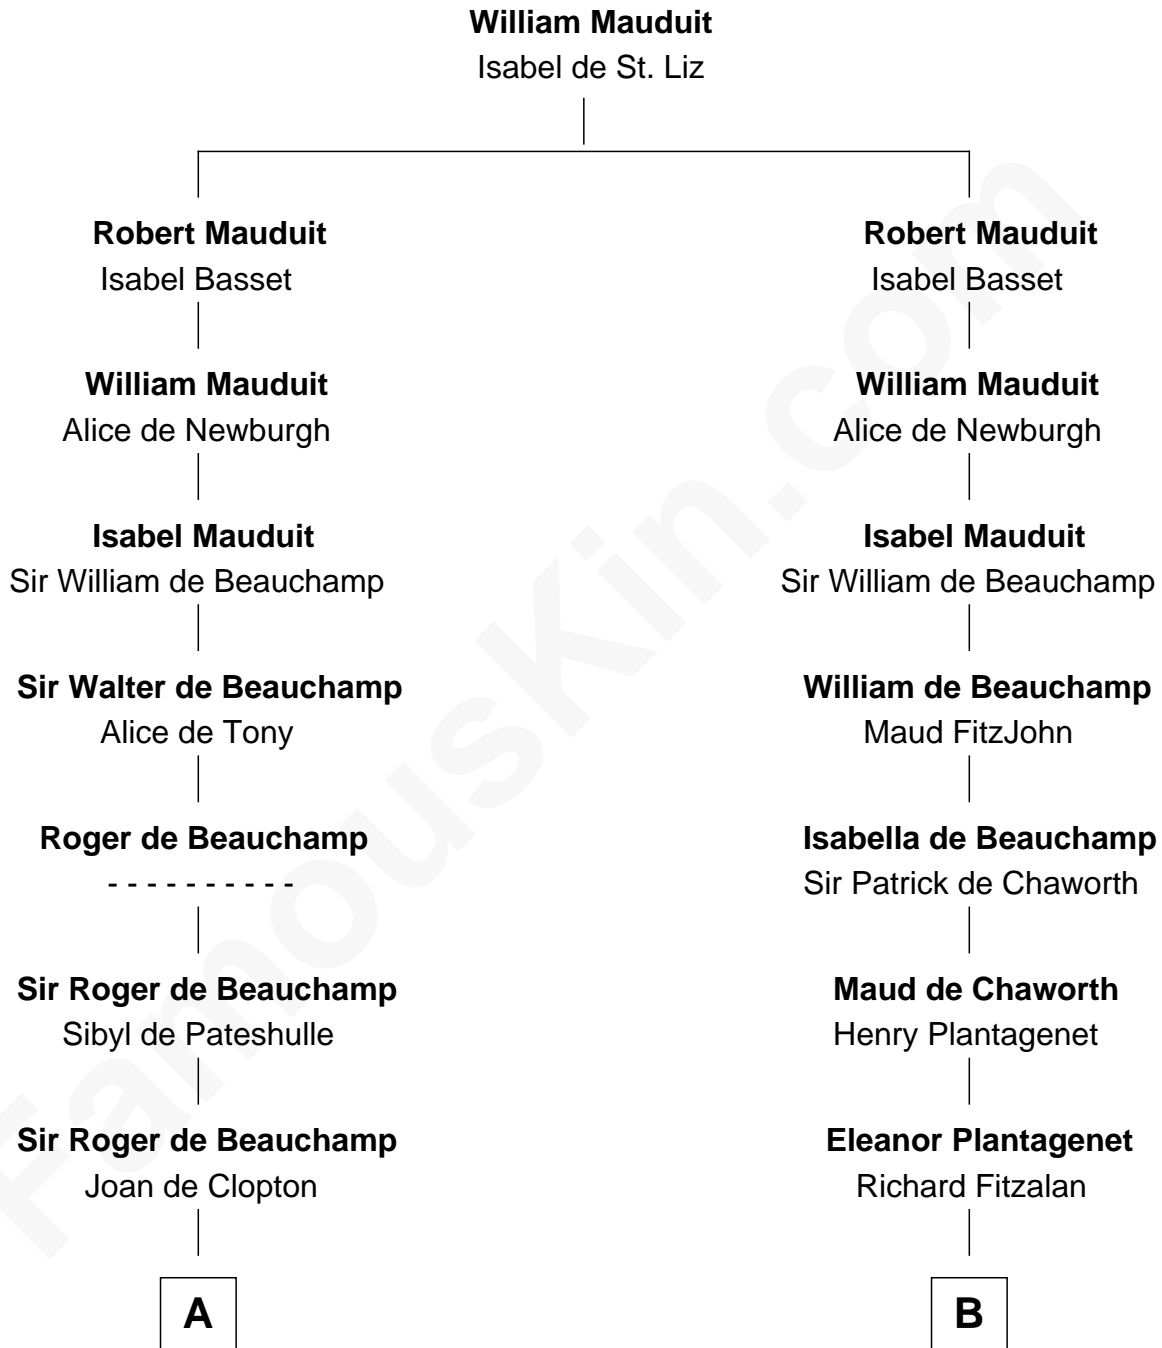 William Mauduit
Isabel de St. Liz
Robert Mauduit
Isabel Basset
William Mauduit
Alice de Newburgh
Isabel Mauduit
Sir William de Beauchamp
Sir Walter de Beauchamp
Alice de Tony
Roger de Beauchamp
- - - - - - - - - -
Sir Roger de Beauchamp
Sibyl de Pateshulle
Sir Roger de Beauchamp
Joan de Clopton
A
Robert Mauduit
Isabel Basset
William Mauduit
Alice de Newburgh
Isabel Mauduit
Sir William de Beauchamp
William de Beauchamp
Maud FitzJohn
Isabella de Beauchamp
Sir Patrick de Chaworth
Maud de Chaworth
Henry Plantagenet
Eleanor Plantagenet
Richard Fitzalan
B
FamousKin.com